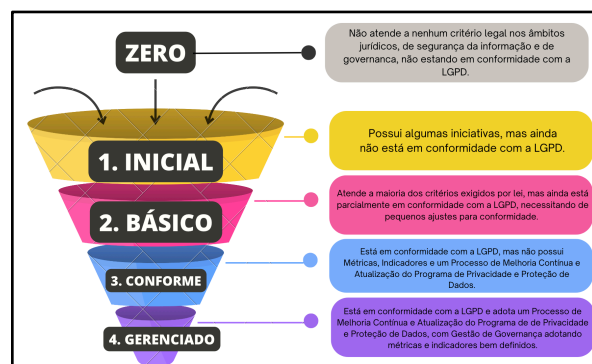 ZERO
Não atende a nenhum critério legal nos âmbitos
jurídicos, de segurança da informação e de
governanca, não estando em conformidade com a
LGPD.
1. INICIAL
Possui algumas iniciativas, mas ainda
não está em conformidade com a LGPD.
2. BÁSICO
Atende a maioria dos critérios exigidos por lei, mas ainda está
parcialmente em conformidade com a LGPD, necessitando de
pequenos ajustes para conformidade.
3. CONFORME
Está em conformidade com a LGPD, mas não possui
Métricas, Indicadores e um Processo de Melhoria Contínua e
Atualização do Programa de Privacidade e Proteção de
Dados.
4. GERENCIADO
Está em conformidade com a LGPD e adota um Processo de
Melhoria Contínua e Atualização do Programa de de Privacidade
e Proteção de Dados, com Gestão de Governança adotando
métricas e indicadores bem definidos.